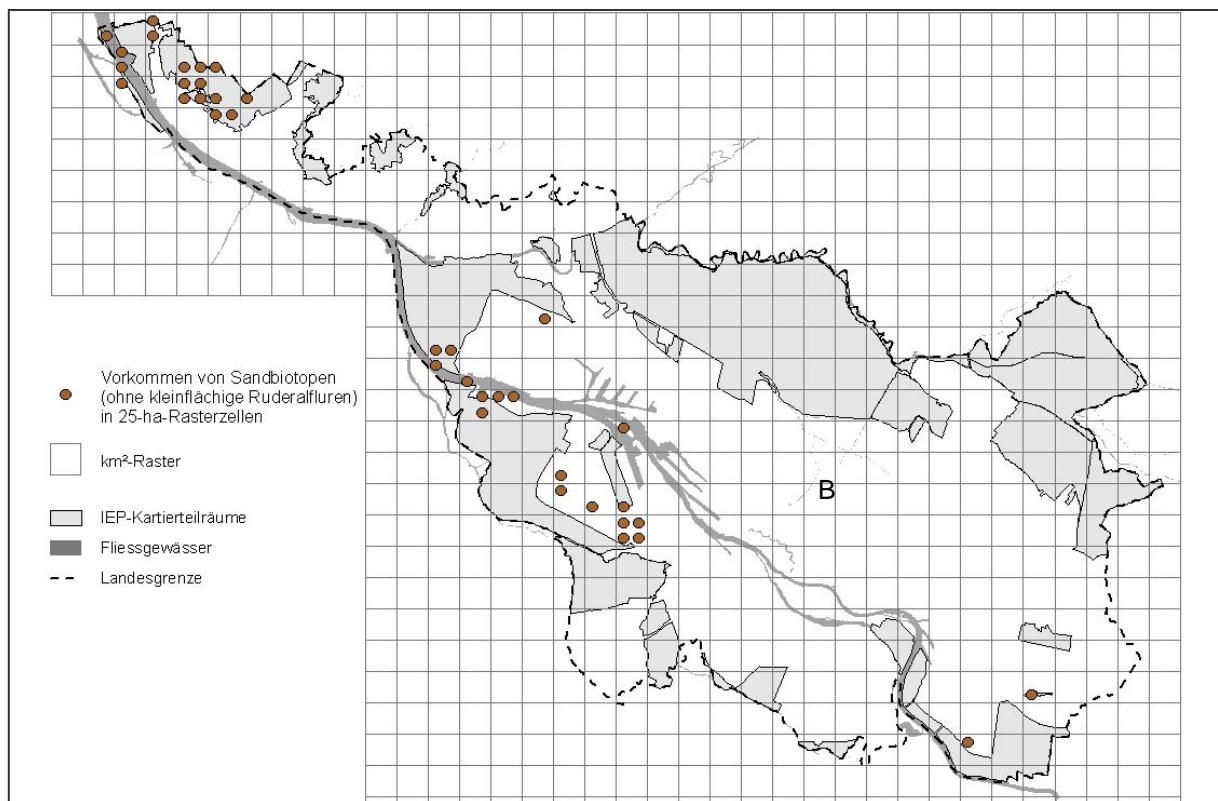 Vorkommen von Sandbiotopen
(ohne kleinflächige Ruderalfluren)
in 25-ha-Rasterzellen
km²-Raster
B
IEP-Kartierteilräume
Fliessgewässer
Landesgrenze